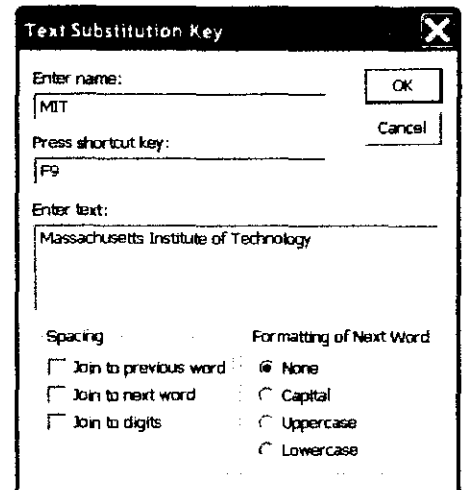 Text Substitution Key
Enter name:
OK
MIT
Cancel
Press shortcut key:
F9
Enter text:
Massachusetts Institute of Technology
Spacing
Formatting of Next Word
Join to previous word
None
Join to next word
Capital
Join to digits
Uppercase
Lowercase